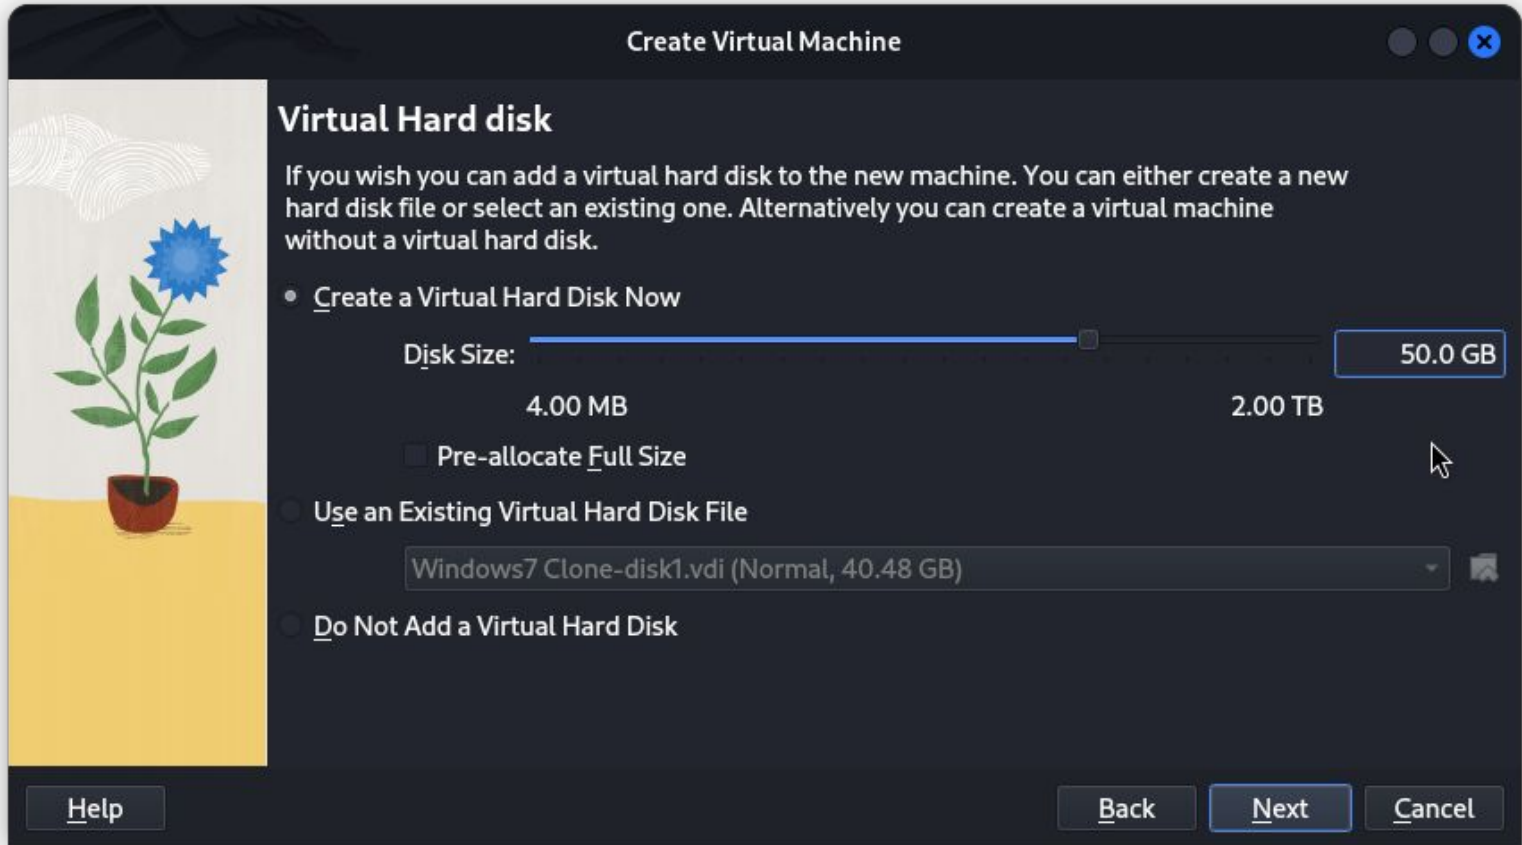 Create Virtual Machine
Virtual Hard disk
If you wish you can add a virtual hard disk to the new machine. You can either create a new
hard disk file or select an existing one. Alternatively you can create a virtual machine
without a virtual hard disk.
Create a Virtual Hard Disk Now
Disk Size:
50.0 GB
4.00 MB
2.00 TB
Pre-allocate Full Size
Use an Existing Virtual Hard Disk File
Windows7 Clone-disk1.vdi (Normal, 40.48 GB)
Do Not Add a Virtual Hard Disk
Help
Back
Next
Cancel